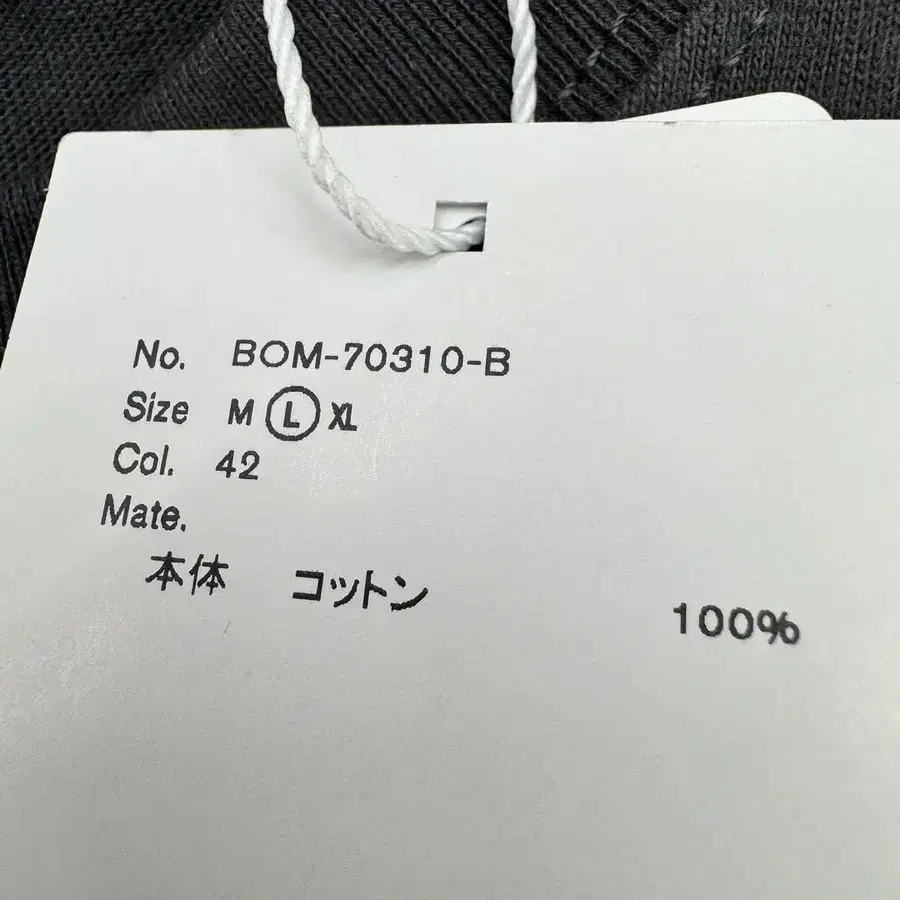 No. BOM-70310-B
Size M L XL
Col. 42
Mate.
本体 コットン 100%